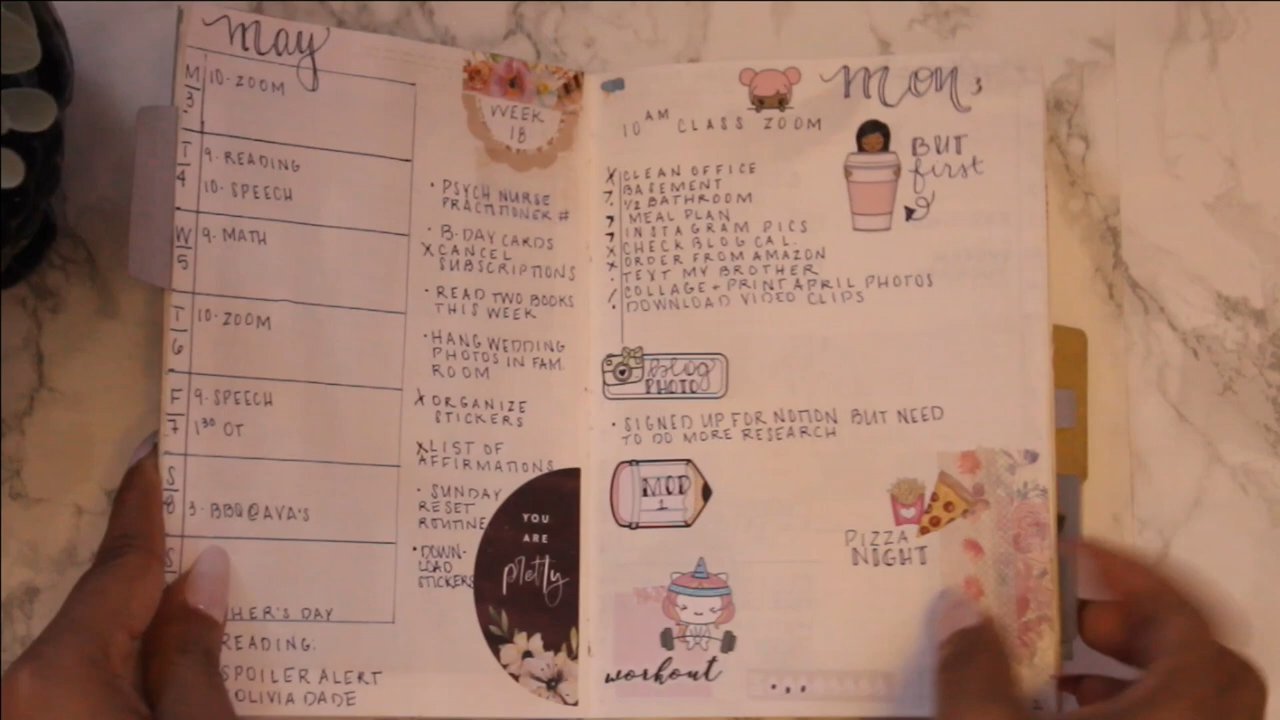 May
M
3
10- ZOOM
T
4
9- READING
10- SPEECH
W
5
9- MATH
T
6
10- ZOOM
F
7
9- SPEECH
1³⁰ OT
S
8
3- BBQ@AVA'S
S
HER'S DAY
READING:
SPOILER ALERT
OLIVIA DADE
WEEK
18
• PSYCH NURSE
PRACTITIONER #
• B-DAY CARDS
X CANCEL
SUBSCRIPTIONS
• READ TWO BOOKS
THIS WEEK
• HANG WEDDING
PHOTOS IN FAM.
ROOM
X ORGANIZE
STICKERS
X LIST OF
AFFIRMATIONS
• SUNDAY
RESET
ROUTINE
• DOWN-
LOAD
STICKERS
YOU
ARE
pretty
mon 3
10 AM CLASS ZOOM
BUT
first
X CLEAN OFFICE
BASEMENT
½ BATHROOM
MEAL PLAN
INSTAGRAM PICS
X CHECK BLOG CAL.
X ORDER FROM AMAZON
• TEXT MY BROTHER
/ COLLAGE + PRINT APRIL PHOTOS
• DOWNLOAD VIDEO CLIPS
blog
PHOTO
• SIGNED UP FOR NOTION BUT NEED
TO DO MORE RESEARCH
MOD
1
PIZZA
NIGHT
workout
...